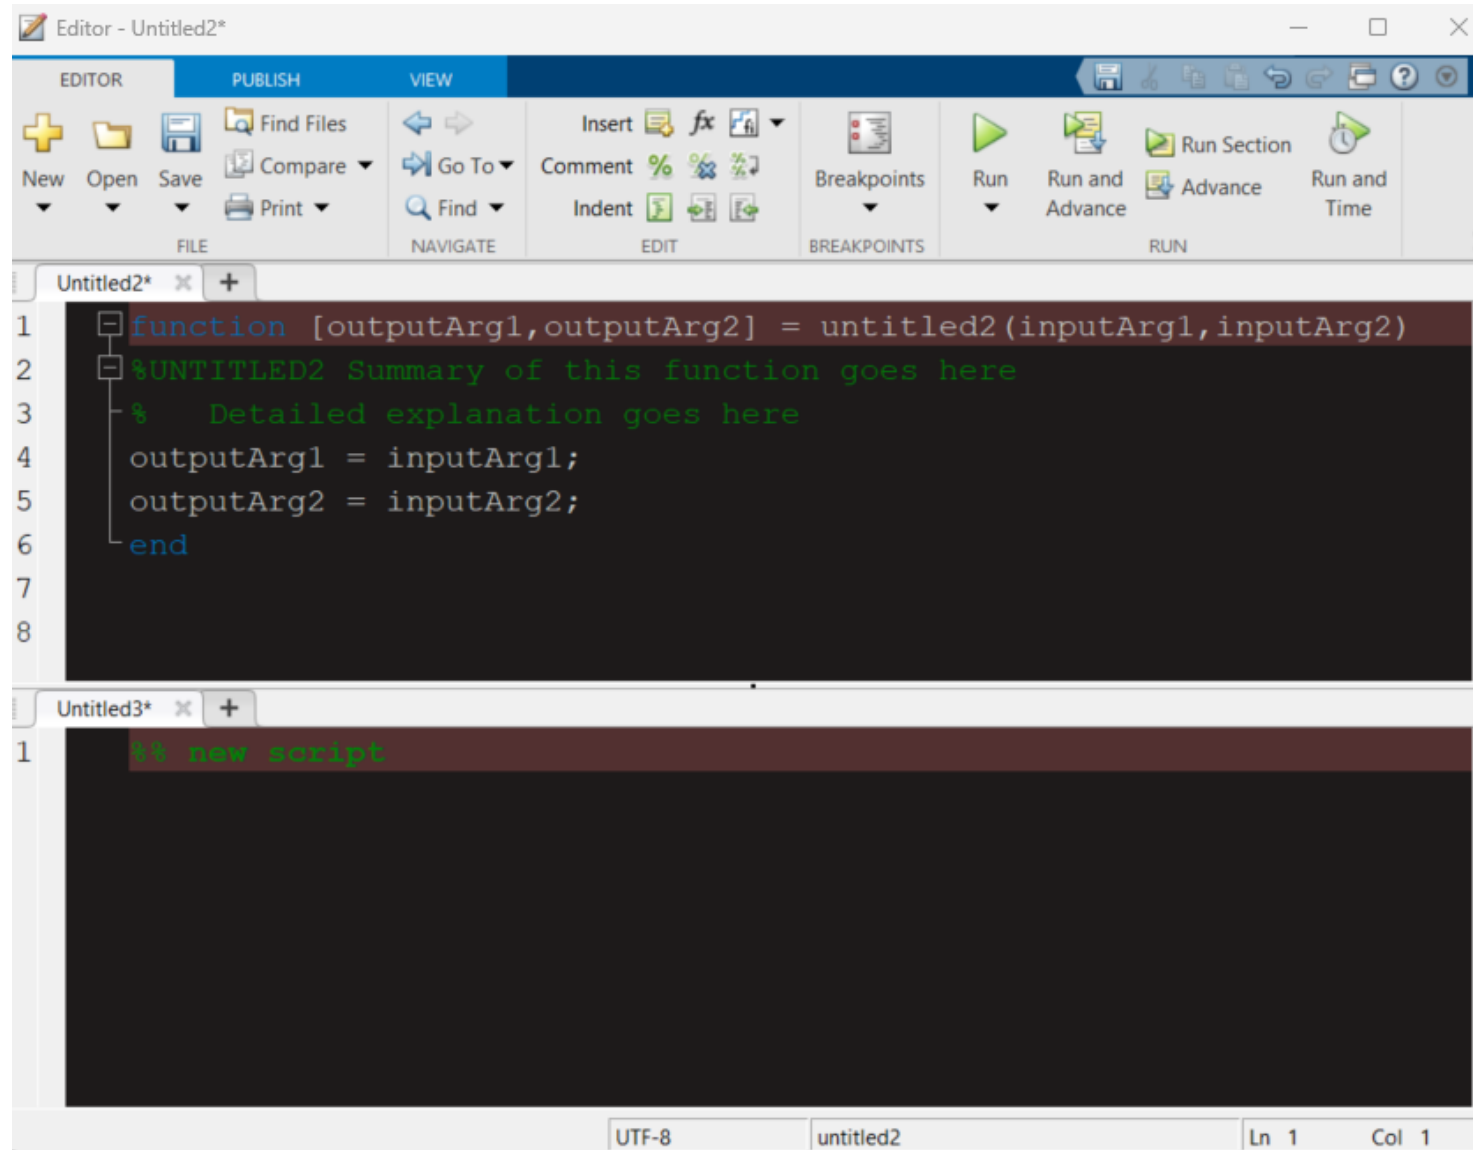 Editor - Untitled2*
EDITOR PUBLISH VIEW
New
Open
Save
Find Files
Compare
Print
FILE
Go To
Find
NAVIGATE
Insert fx
Comment % %
Indent
EDIT
Breakpoints
BREAKPOINTS
Run
Run and
Advance
Run Section
Advance
Run and
Time
RUN
Untitled2*
1 function [outputArg1,outputArg2] = untitled2(inputArg1,inputArg2)
2 %UNTITLED2 Summary of this function goes here
3 %   Detailed explanation goes here
4 outputArg1 = inputArg1;
5 outputArg2 = inputArg2;
6 end
7
8
Untitled3*
1 %% new script
UTF-8 untitled2 Ln 1 Col 1